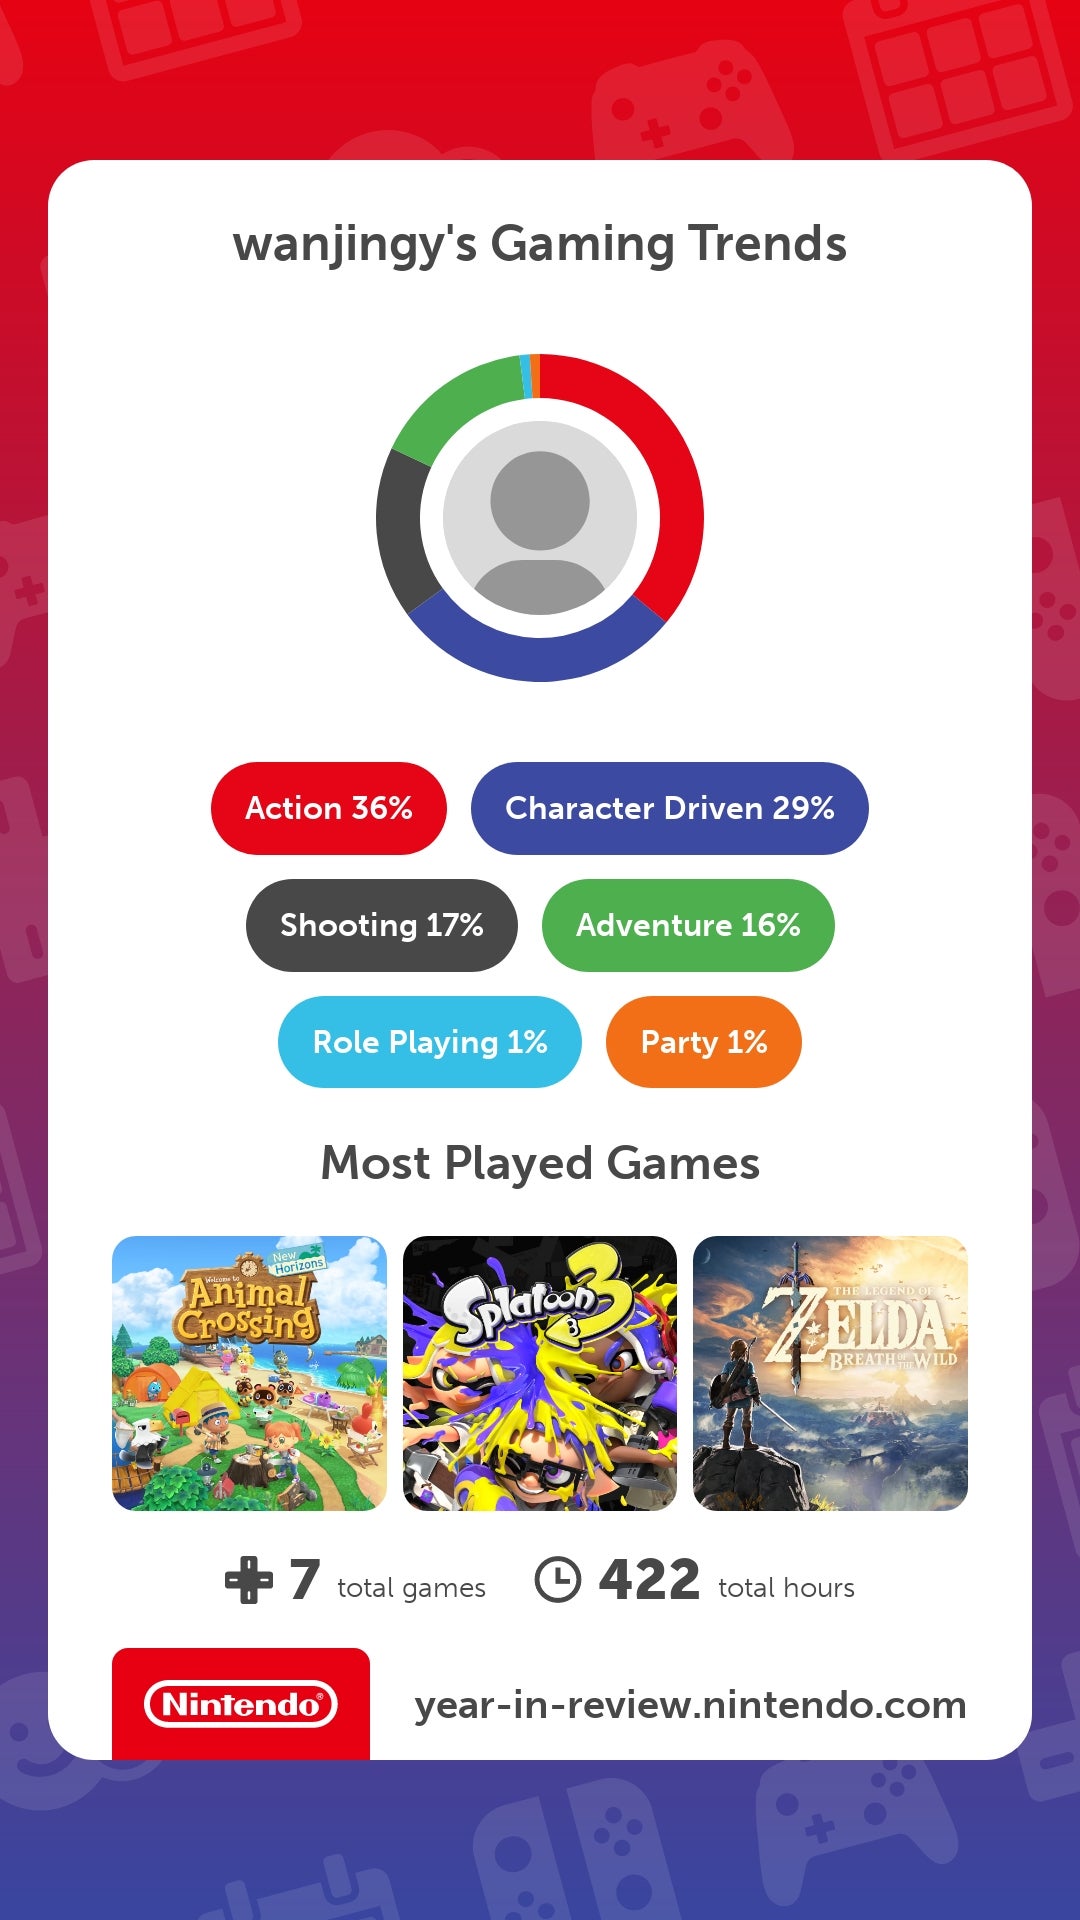 wanjingy's Gaming Trends
Action 36%
Character Driven 29%
Shooting 17%
Adventure 16%
Role Playing 1%
Party 1%
Most Played Games
Welcome to
Animal
Crossing
New
Horizons
Splatoon 3
THE LEGEND OF
ZELDA
BREATH OF THE WILD
7 total games
422 total hours
Nintendo®
year-in-review.nintendo.com